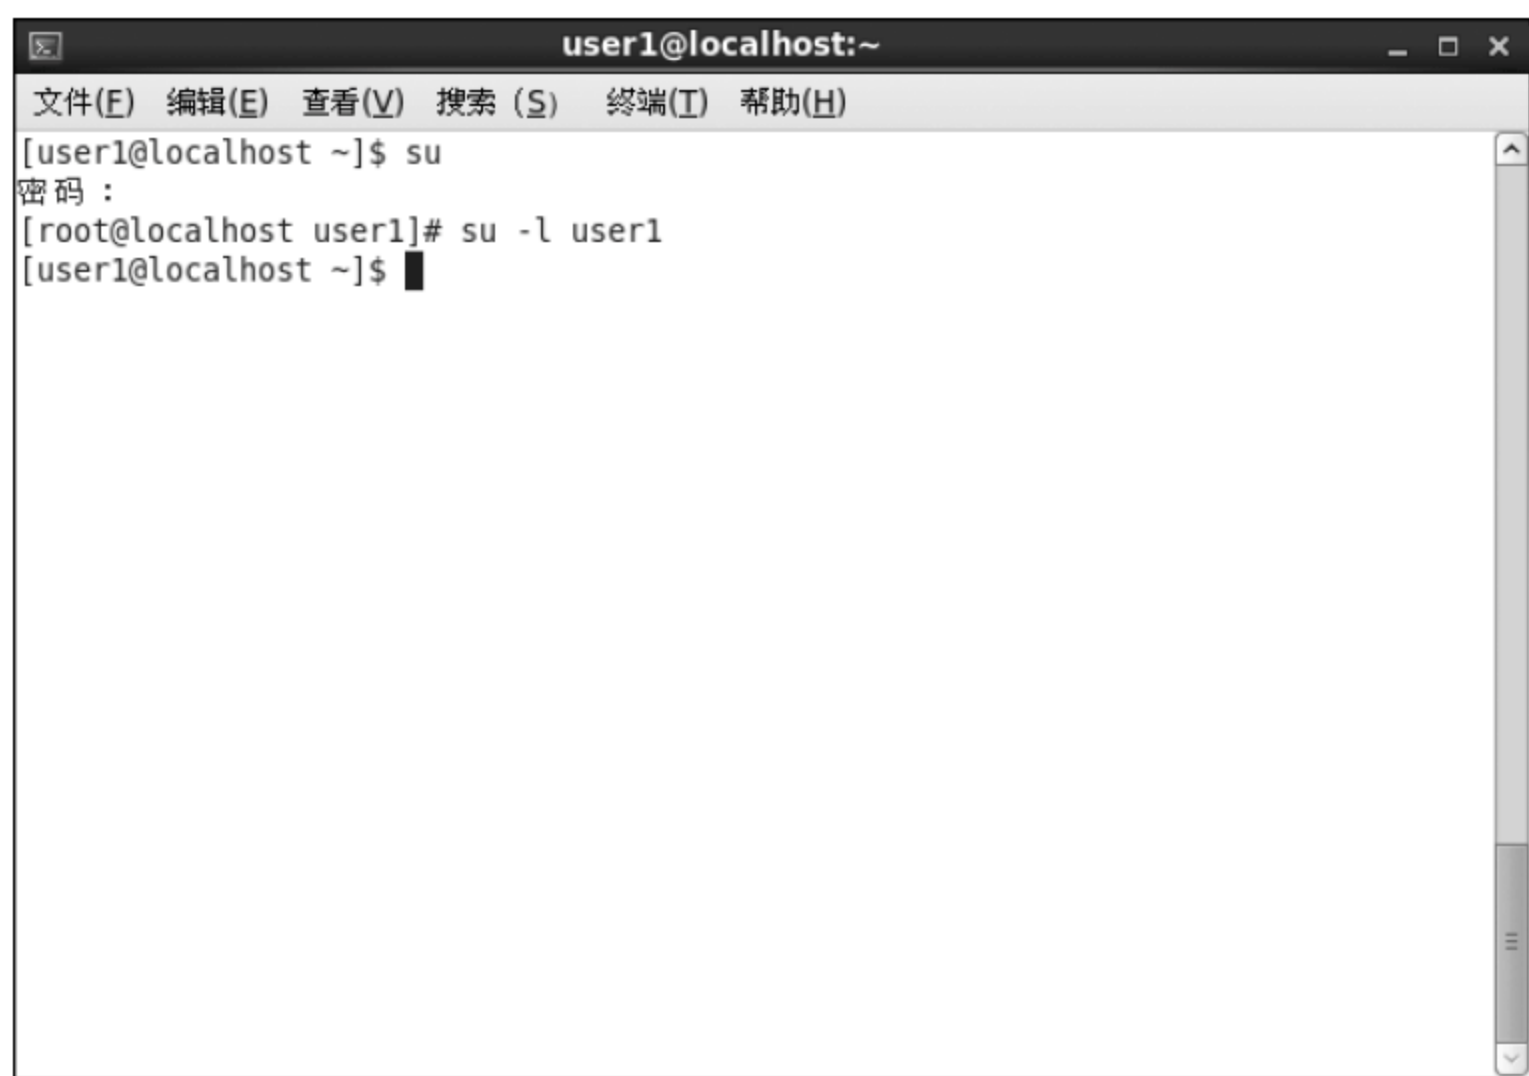 user1@localhost:~
文件(F) 编辑(E) 查看(V) 搜索 (S) 终端(T) 帮助(H)
[user1@localhost ~]$ su
密码：
[root@localhost user1]# su -l user1
[user1@localhost ~]$